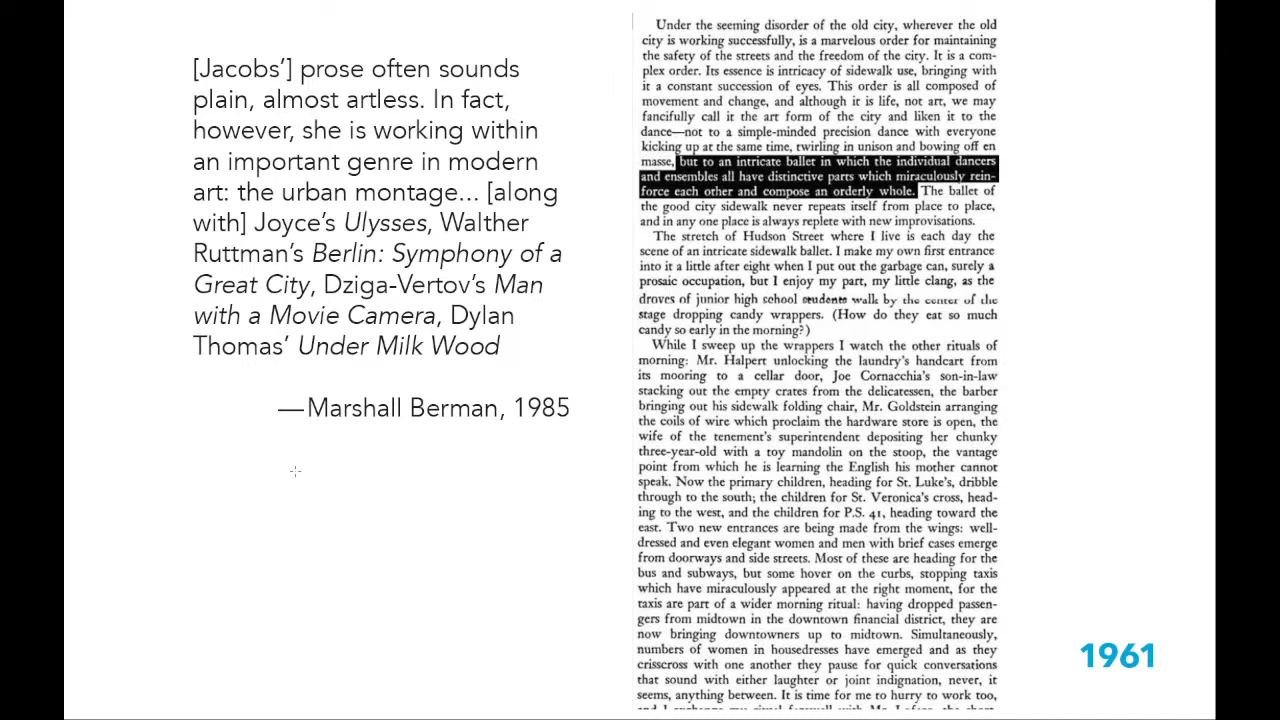 [Jacobs’] prose often sounds
plain, almost artless. In fact,
however, she is working within
an important genre in modern
art: the urban montage... [along
with] Joyce’s Ulysses, Walther
Ruttman’s Berlin: Symphony of a
Great City, Dziga-Vertov’s Man
with a Movie Camera, Dylan
Thomas’ Under Milk Wood
—Marshall Berman, 1985
Under the seeming disorder of the old city, wherever the old
city is working successfully, is a marvelous order for maintaining
the safety of the streets and the freedom of the city. It is a com-
plex order. Its essence is intricacy of sidewalk use, bringing with
it a constant succession of eyes. This order is all composed of
movement and change, and although it is life, not art, we may
fancifully call it the art form of the city and liken it to the
dance—not to a simple-minded precision dance with everyone
kicking up at the same time, twirling in unison and bowing off en
masse, but to an intricate ballet in which the individual dancers
and ensembles all have distinctive parts which miraculously rein-
force each other and compose an orderly whole. The ballet of
the good city sidewalk never repeats itself from place to place,
and in any one place is always replete with new improvisations.
The stretch of Hudson Street where I live is each day the
scene of an intricate sidewalk ballet. I make my own first entrance
into it a little after eight when I put out the garbage can, surely a
prosaic occupation, but I enjoy my part, my little clang, as the
droves of junior high school students walk by the center of the
stage dropping candy wrappers. (How do they eat so much
candy so early in the morning?)
While I sweep up the wrappers I watch the other rituals of
morning: Mr. Halpert unlocking the laundry's handcart from
its mooring to a cellar door, Joe Cornacchia's son-in-law
stacking out the empty crates from the delicatessen, the barber
bringing out his sidewalk folding chair, Mr. Goldstein arranging
the coils of wire which proclaim the hardware store is open, the
wife of the tenement's superintendent depositing her chunky
three-year-old with a toy mandolin on the stoop, the vantage
point from which he is learning the English his mother cannot
speak. Now the primary children, heading for St. Luke's, dribble
through to the south; the children for St. Veronica's cross, head-
ing to the west, and the children for P.S. 41, heading toward the
east. Two new entrances are being made from the wings: well-
dressed and even elegant women and men with brief cases emerge
from doorways and side streets. Most of these are heading for the
bus and subways, but some hover on the curbs, stopping taxis
which have miraculously appeared at the right moment, for the
taxis are part of a wider morning ritual: having dropped passen-
gers from midtown in the downtown financial district, they are
now bringing downtowners up to midtown. Simultaneously,
numbers of women in housedresses have emerged and as they
crisscross with one another they pause for quick conversations
that sound with either laughter or joint indignation, never, it
seems, anything between. It is time for me to hurry to work too,
1961